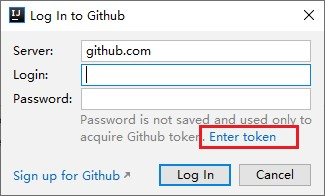 Log In to Github
Server: github.com
Login:
Password:
Password is not saved and used only to
acquire Github token. Enter token
Sign up for Github Log In Cancel